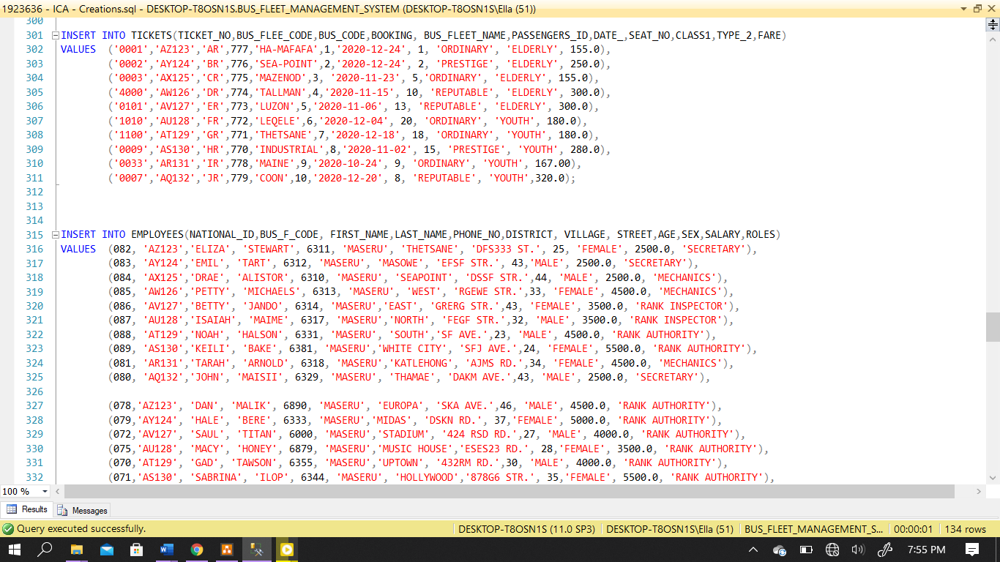 1923636 - ICA - Creations.sql - DESKTOP-T8OSN1S.BUS_FLEET_MANAGEMENT_SYSTEM (DESKTOP-T8OSN1S\Ella (51))
300
301 INSERT INTO TICKETS(TICKET_NO,BUS_FLEE_CODE,BUS_CODE,BOOKING, BUS_FLEET_NAME,PASSENGERS_ID,DATE_,SEAT_NO,CLASS1,TYPE_2,FARE)
302 VALUES ('0001','AZ123','AR',777,'HA-MAFAFA',1,'2020-12-24', 1, 'ORDINARY', 'ELDERLY', 155.0),
303 ('0002','AY124','BR',776,'SEA-POINT',2,'2020-12-24', 2, 'PRESTIGE', 'ELDERLY', 250.0),
304 ('0003','AX125','CR',775,'MAZENOD',3, '2020-11-23', 5,'ORDINARY', 'ELDERLY', 155.0),
305 ('4000','AW126','DR',774,'TALLMAN',4,'2020-11-15', 10, 'REPUTABLE', 'ELDERLY', 300.0),
306 ('0101','AV127','ER',773,'LUZON',5,'2020-11-06', 13, 'REPUTABLE', 'ELDERLY', 300.0),
307 ('1010','AU128','FR',772,'LEQELE',6,'2020-12-04', 20, 'ORDINARY', 'YOUTH', 180.0),
308 ('1100','AT129','GR',771,'THETSANE',7,'2020-12-18', 18, 'ORDINARY', 'YOUTH', 180.0),
309 ('0009','AS130','HR',770,'INDUSTRIAL',8,'2020-11-02', 15, 'PRESTIGE', 'YOUTH', 280.0),
310 ('0033','AR131','IR',778,'MAINE',9,'2020-10-24', 9, 'ORDINARY', 'YOUTH', 167.00),
311 ('0007','AQ132','JR',779,'COON',10,'2020-12-20', 8, 'REPUTABLE', 'YOUTH',320.0);
312
313
314
315 INSERT INTO EMPLOYEES(NATIONAL_ID,BUS_F_CODE, FIRST_NAME,LAST_NAME,PHONE_NO,DISTRICT, VILLAGE, STREET,AGE,SEX,SALARY,ROLES)
316 VALUES (082, 'AZ123','ELIZA', 'STEWART', 6311, 'MASERU', 'THETSANE', 'DFS333 ST.', 25, 'FEMALE', 2500.0, 'SECRETARY'),
317 (083, 'AY124','EMIL', 'TART', 6312, 'MASERU', 'MASOWE', 'EFSF STR.', 43,'MALE', 2500.0, 'SECRETARY'),
318 (084, 'AX125','DRAE', 'ALISTOR', 6310, 'MASERU', 'SEAPOINT', 'DSSF STR.',44, 'MALE', 2500.0, 'MECHANICS'),
319 (085, 'AW126','PETTY', 'MICHAELS', 6313, 'MASERU', 'WEST', 'RGEWE STR.',33, 'FEMALE', 4500.0, 'MECHANICS'),
320 (086, 'AV127','BETTY', 'JANDO', 6314, 'MASERU','EAST', 'GRERG STR.',43, 'FEMALE', 3500.0, 'RANK INSPECTOR'),
321 (087, 'AU128','ISAIAH', 'MAIME', 6317, 'MASERU','NORTH', 'FEGF STR.',32, 'MALE', 3500.0, 'RANK INSPECTOR'),
322 (088, 'AT129','NOAH', 'HALSON', 6331, 'MASERU', 'SOUTH','SF AVE.',23, 'MALE', 4500.0, 'RANK AUTHORITY'),
323 (089, 'AS130','KEILI', 'BAKE', 6381, 'MASERU','WHITE CITY', 'SFJ AVE.',24, 'FEMALE', 5500.0, 'RANK AUTHORITY'),
324 (081, 'AR131','TARAH', 'ARNOLD', 6318, 'MASERU','KATLEHONG', 'AJMS RD.',34, 'FEMALE', 4500.0, 'MECHANICS'),
325 (080, 'AQ132','JOHN', 'MAISII', 6329, 'MASERU', 'THAMAE', 'DAKM AVE.',43, 'MALE', 2500.0, 'SECRETARY'),
326
327 (078,'AZ123', 'DAN', 'MALIK', 6890, 'MASERU', 'EUROPA', 'SKA AVE.',46, 'MALE', 4500.0, 'RANK AUTHORITY'),
328 (079,'AY124', 'HALE', 'BERE', 6333, 'MASERU','MIDAS', 'DSKN RD.', 37,'FEMALE', 5000.0, 'RANK AUTHORITY'),
329 (072,'AV127', 'SAUL', 'TITAN', 6000, 'MASERU','STADIUM', '424 RSD RD.',27, 'MALE', 4000.0, 'RANK AUTHORITY'),
330 (075,'AU128', 'MACY', 'HONEY', 6879, 'MASERU','MUSIC HOUSE','ESES23 RD.', 28,'FEMALE', 3500.0, 'RANK AUTHORITY'),
331 (070,'AT129', 'GAD', 'TAWSON', 6355, 'MASERU','UPTOWN', '432RM RD.',30, 'MALE', 4000.0, 'RANK AUTHORITY'),
332 (071,'AS130', 'SABRINA', 'ILOP', 6344, 'MASERU', 'HOLLYWOOD','878G6 STR.', 35,'FEMALE', 5500.0, 'RANK AUTHORITY'),
100 %
Results Messages
Query executed successfully. DESKTOP-T8OSN1S (11.0 SP3) DESKTOP-T8OSN1S\Ella (51) BUS_FLEET_MANAGEMENT_S... 00:00:01 134 rows
7:55 PM